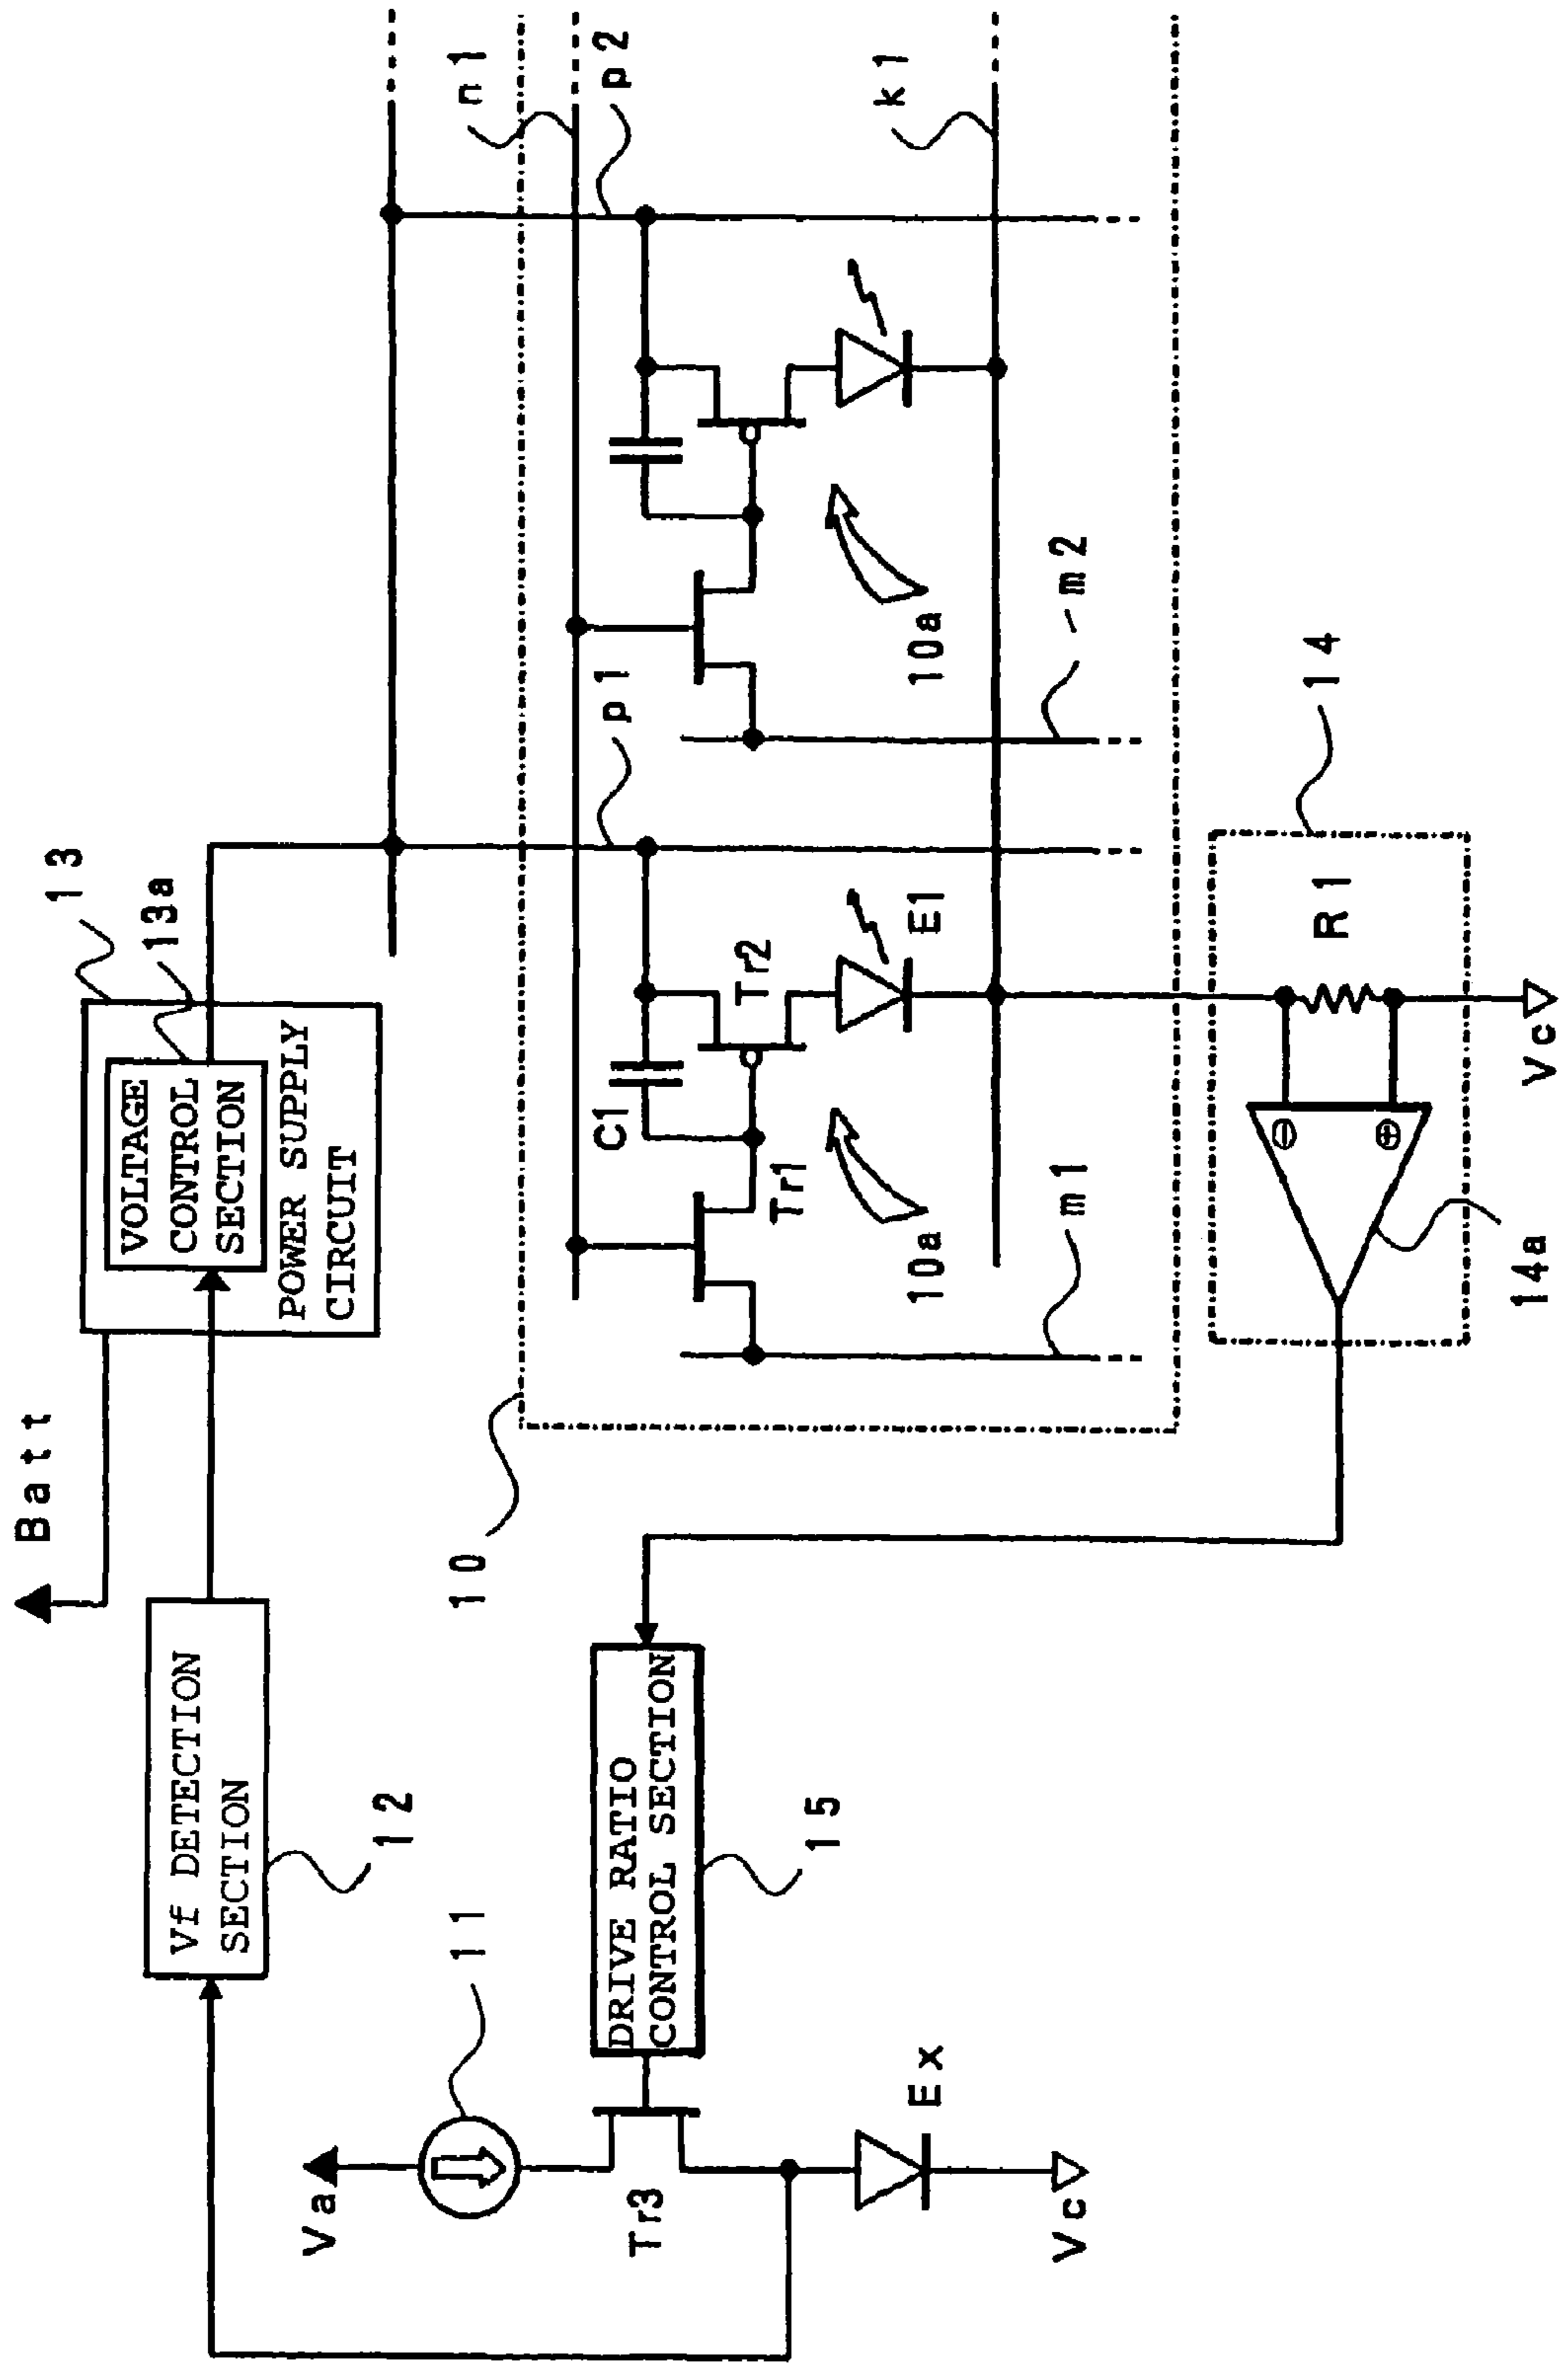 Batt
13
VOLTAGE
CONTROL
SECTION
13a
POWER SUPPLY
CIRCUIT
Vf DETECTION
SECTION
12
Va
11
Tr3
Ex
Vc
DRIVE RATIO
CONTROL SECTION
15
10
n1
p1
p2
C1
Tr2
Tr1
E1
10a
10a
k1
m1
m2
14
R1
⊖
⊕
14a
Vc